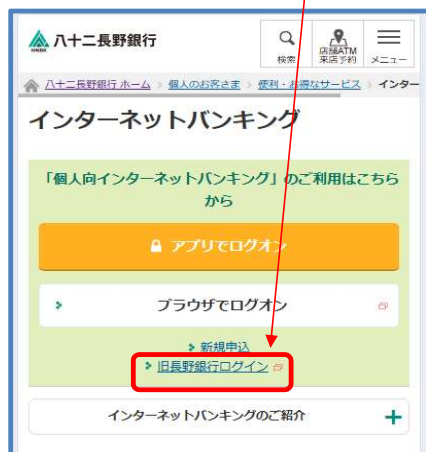 八十二長野銀行
検索
店舗ATM
来店予約
メニュー
八十二長野銀行 ホーム > 個人のお客さま > 便利・お得なサービス > インター
インターネットバンキング
「個人向インターネットバンキング」のご利用はこちら
から
アプリでログオン
ブラウザでログオン
新規申込
旧長野銀行ログイン
インターネットバンキングのご紹介